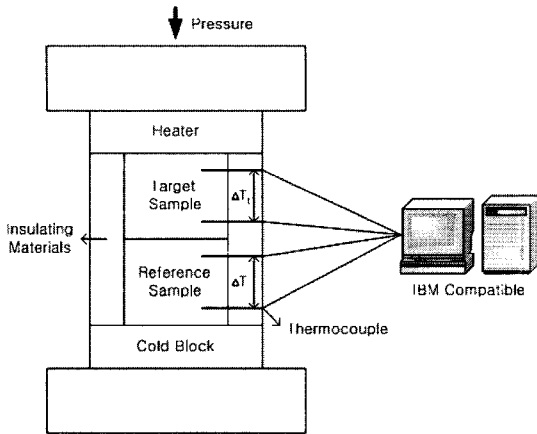 Pressure
Heater
Target
Sample
ΔTt
Insulating
Materials
Reference
Sample
ΔT
IBM Compatible
Thermocouple
Cold Block